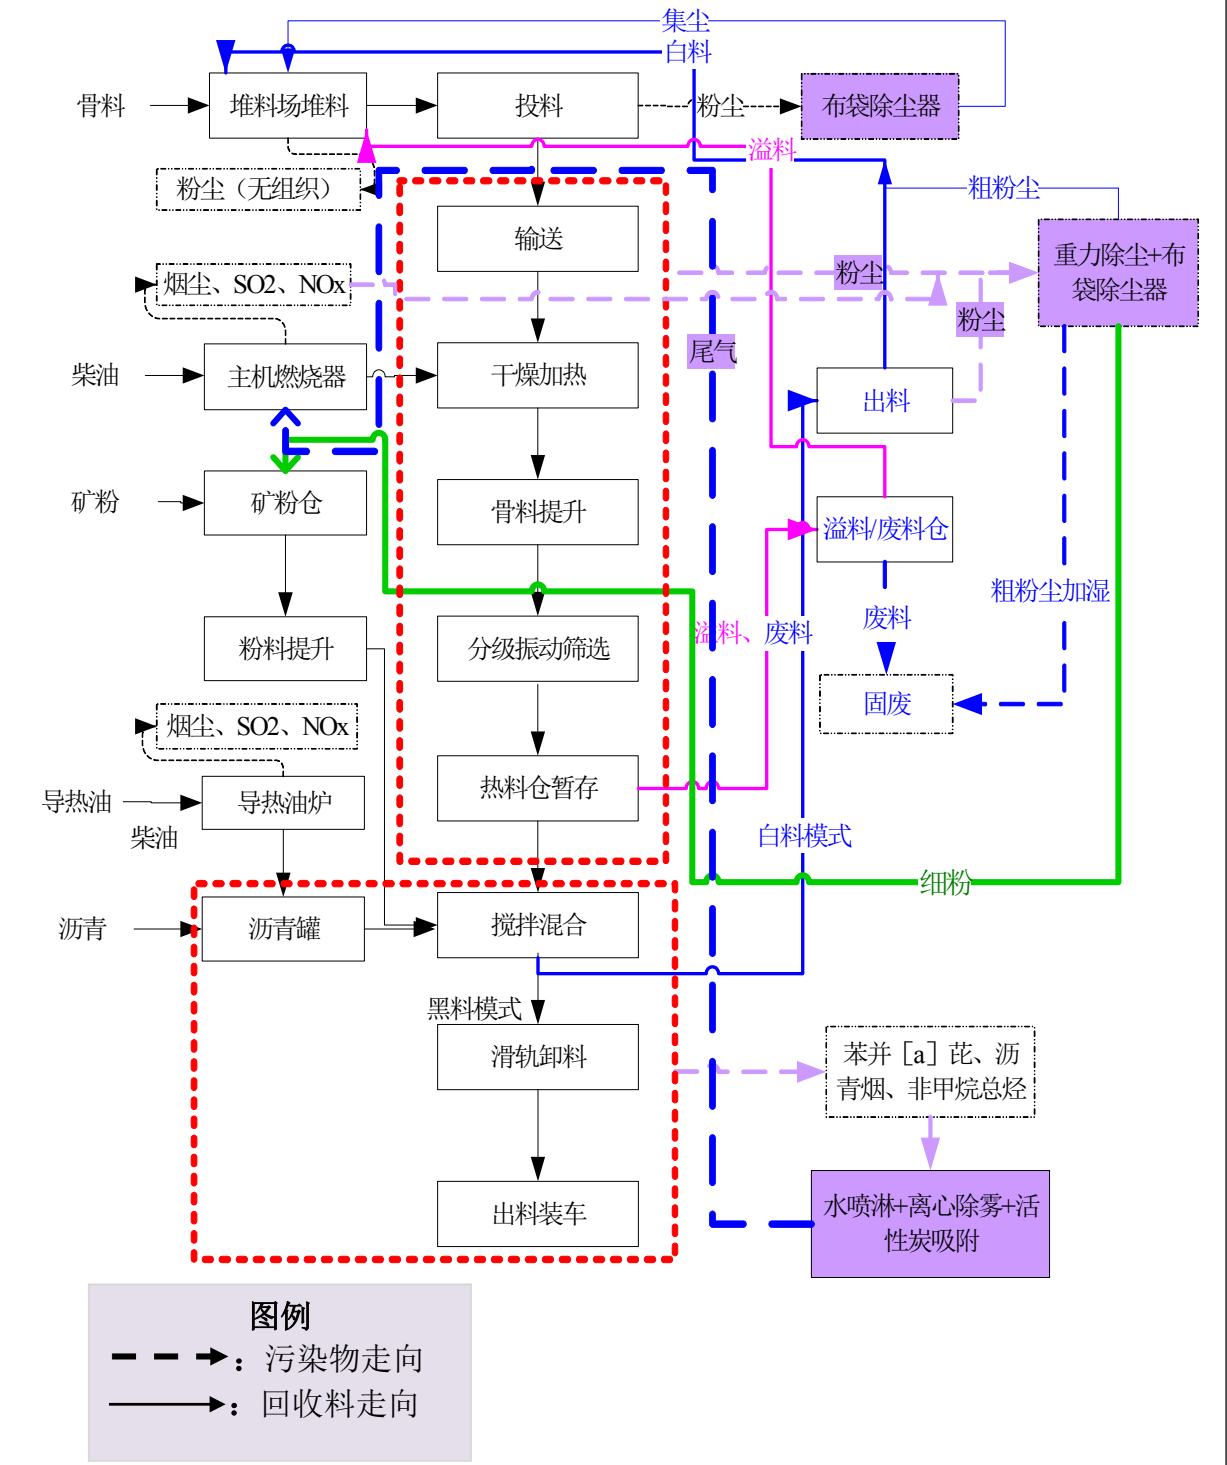 集尘
白料
骨料
堆料场堆料
投料
粉尘
布袋除尘器
溢料
粉尘（无组织）
粗粉尘
输送
重力除尘+布
袋除尘器
粉尘
烟尘、SO2、NOx
粉尘
尾气
柴油
主机燃烧器
干燥加热
出料
矿粉
矿粉仓
骨料提升
溢料/废料仓
粗粉尘加湿
废料
溢料、废料
粉料提升
分级振动筛选
固废
烟尘、SO2、NOx
导热油
导热油炉
热料仓暂存
柴油
白料模式
细粉
沥青
沥青罐
搅拌混合
黑料模式
滑轨卸料
苯并［a］芘、沥
青烟、非甲烷总烃
出料装车
水喷淋+离心除雾+活
性炭吸附
图例
：污染物走向
：回收料走向